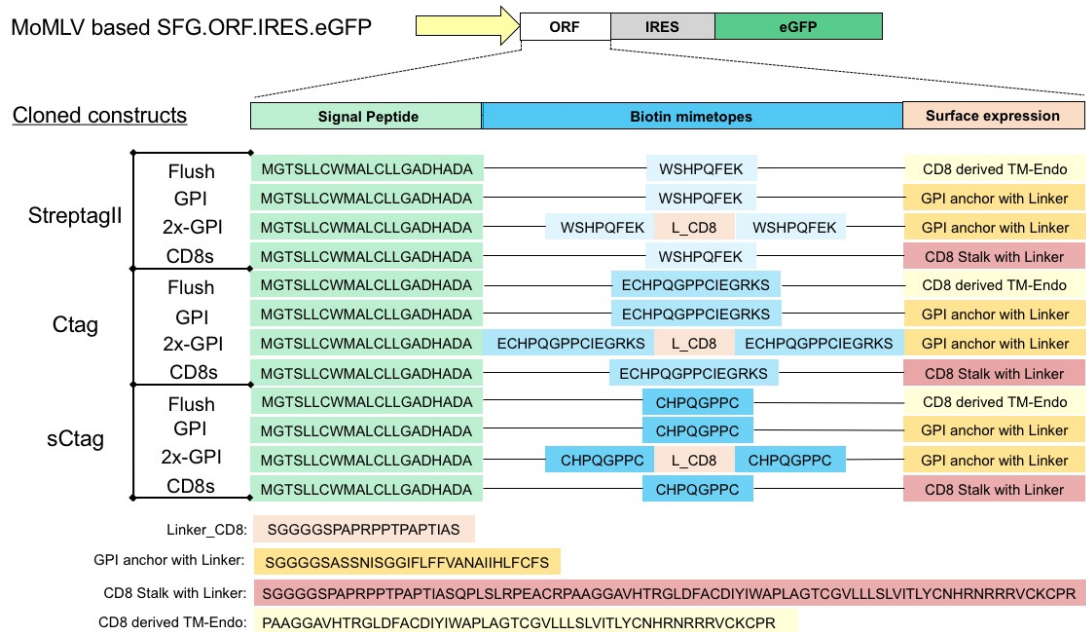 MoMLV based SFG.ORF.IRES.eGFP ORF IRES eGFP
Cloned constructs Signal Peptide Biotin mimetopes Surface expression
StreptagII
Flush MGTSLLCWMALCLLGADHADA WSHPQFEK CD8 derived TM-Endo
GPI MGTSLLCWMALCLLGADHADA WSHPQFEK GPI anchor with Linker
2x-GPI MGTSLLCWMALCLLGADHADA WSHPQFEK L_CD8 WSHPQFEK GPI anchor with Linker
CD8s MGTSLLCWMALCLLGADHADA WSHPQFEK CD8 Stalk with Linker
Ctag
Flush MGTSLLCWMALCLLGADHADA ECHPQGPPCIEGRKS CD8 derived TM-Endo
GPI MGTSLLCWMALCLLGADHADA ECHPQGPPCIEGRKS GPI anchor with Linker
2x-GPI MGTSLLCWMALCLLGADHADA ECHPQGPPCIEGRKS L_CD8 ECHPQGPPCIEGRKS GPI anchor with Linker
CD8s MGTSLLCWMALCLLGADHADA ECHPQGPPCIEGRKS CD8 Stalk with Linker
sCtag
Flush MGTSLLCWMALCLLGADHADA CHPQGPPC CD8 derived TM-Endo
GPI MGTSLLCWMALCLLGADHADA CHPQGPPC GPI anchor with Linker
2x-GPI MGTSLLCWMALCLLGADHADA CHPQGPPC L_CD8 CHPQGPPC GPI anchor with Linker
CD8s MGTSLLCWMALCLLGADHADA CHPQGPPC CD8 Stalk with Linker
Linker_CD8: SGGGGSPAPRPPTPAPTIAS
GPI anchor with Linker: SGGGGSASSNISGGIFLFFVANAIIHLFCFS
CD8 Stalk with Linker: SGGGGSPAPRPPTPAPTIASQPLSLRPEACRPAAGGAVHTRGLDFACDIYIWAPLAGTCGVLLLSLVITLYCNHRNRRRVCKCPR
CD8 derived TM-Endo: PAAGGAVHTRGLDFACDIYIWAPLAGTCGVLLLSLVITLYCNHRNRRRVCKCPR